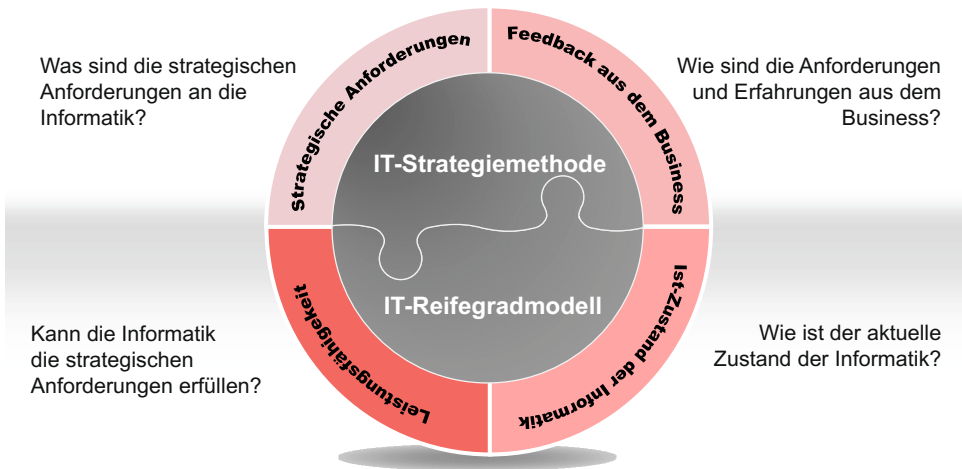 Was sind die strategischen
Anforderungen an die
Informatik?
Strategische Anforderungen
Feedback aus dem Business
Wie sind die Anforderungen
und Erfahrungen aus dem
Business?
IT-Strategiemethode
IT-Reifegradmodell
Kann die Informatik
die strategischen
Anforderungen erfüllen?
Leistungsfähigekeit
Ist-Zustand der Informatik
Wie ist der aktuelle
Zustand der Informatik?